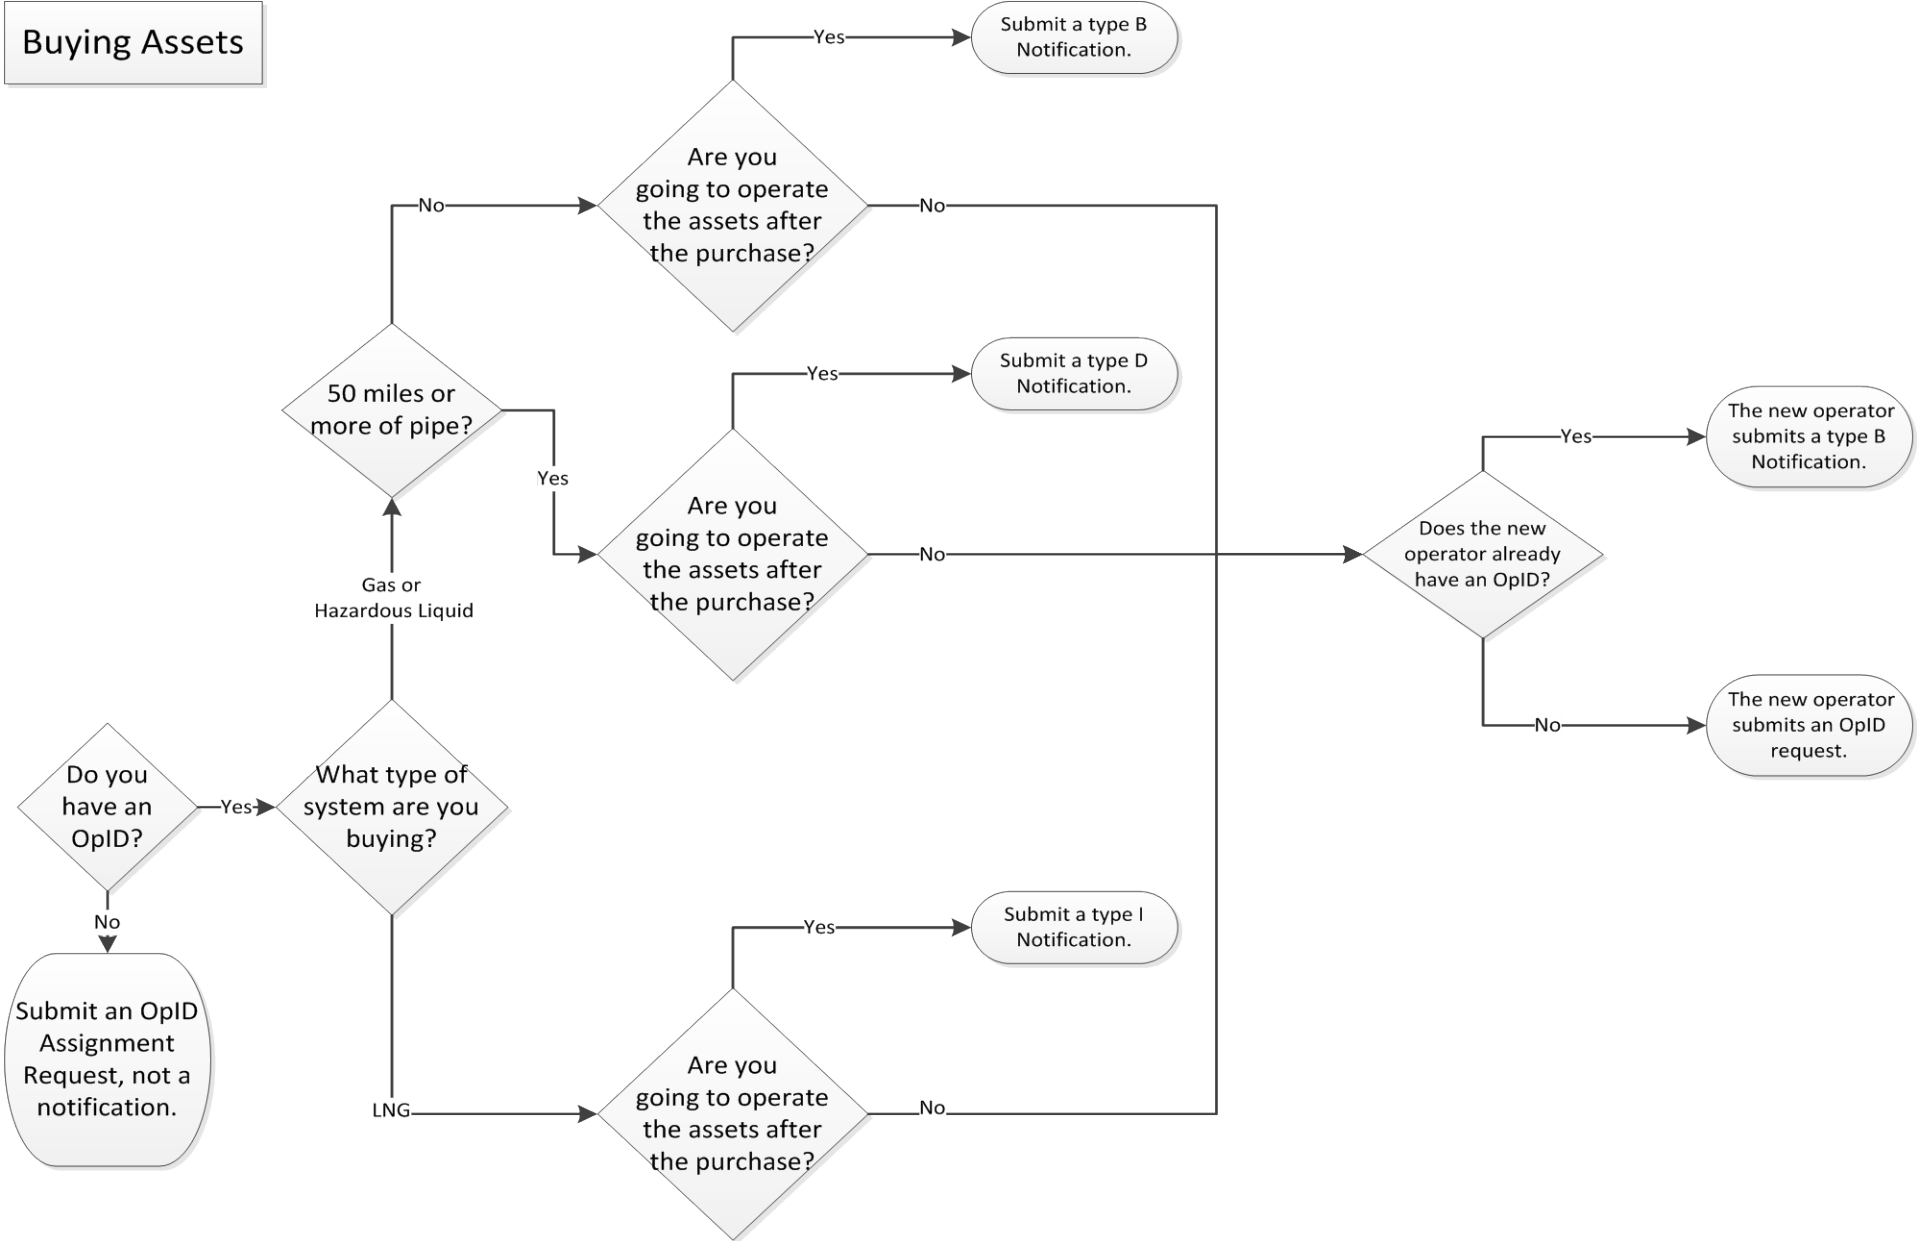 Buying Assets
Yes
Submit a type B
Notification.
Are you
going to operate
the assets after
the purchase?
No
No
50 miles or
more of pipe?
Yes
Yes
Submit a type D
Notification.
Are you
going to operate
the assets after
the purchase?
No
Gas or
Hazardous Liquid
Does the new
operator already
have an OpID?
Yes
The new operator
submits a type B
Notification.
No
The new operator
submits an OpID
request.
Do you
have an
OpID?
Yes
What type of
system are you
buying?
No
Submit an OpID
Assignment
Request, not a
notification.
LNG
Are you
going to operate
the assets after
the purchase?
Yes
Submit a type I
Notification.
No